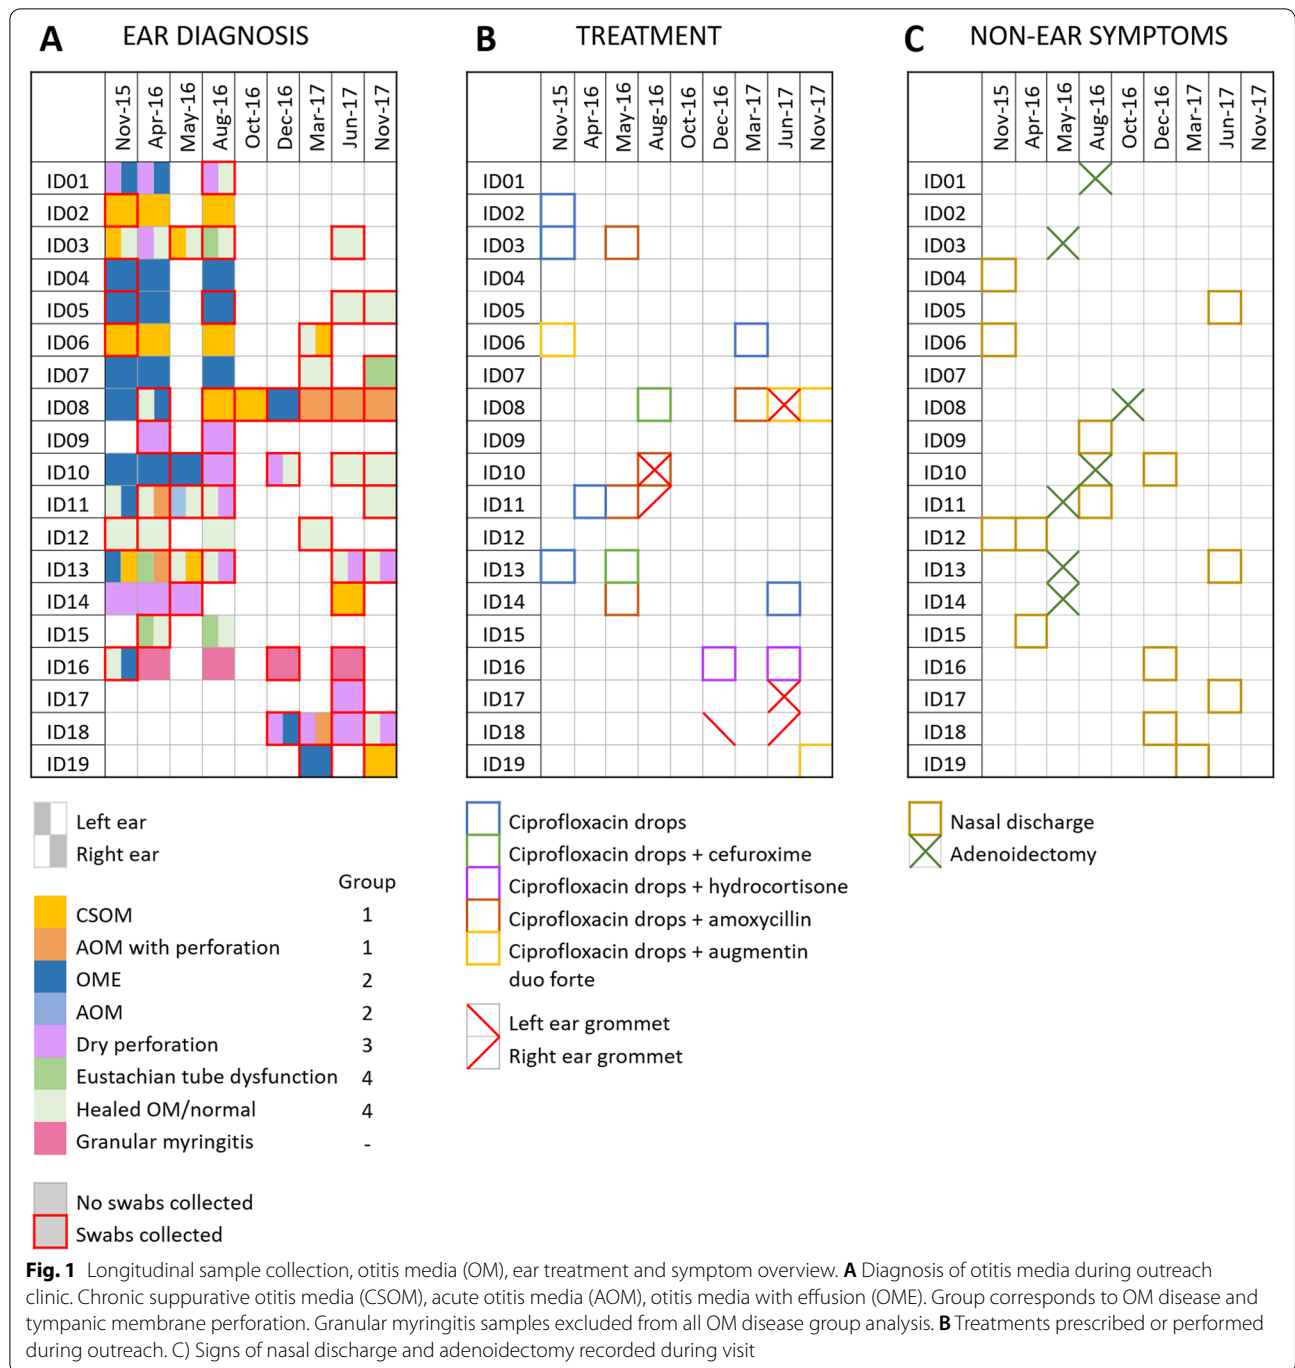 A EAR DIAGNOSIS
Nov-15 Apr-16 May-16 Aug-16 Oct-16 Dec-16 Mar-17 Jun-17 Nov-17
ID01
ID02
ID03
ID04
ID05
ID06
ID07
ID08
ID09
ID10
ID11
ID12
ID13
ID14
ID15
ID16
ID17
ID18
ID19
Left ear
Right ear
Group
CSOM 1
AOM with perforation 1
OME 2
AOM 2
Dry perforation 3
Eustachian tube dysfunction 4
Healed OM/normal 4
Granular myringitis -
No swabs collected
Swabs collected
B TREATMENT
Nov-15 Apr-16 May-16 Aug-16 Oct-16 Dec-16 Mar-17 Jun-17 Nov-17
ID01
ID02
ID03
ID04
ID05
ID06
ID07
ID08
ID09
ID10
ID11
ID12
ID13
ID14
ID15
ID16
ID17
ID18
ID19
Ciprofloxacin drops
Ciprofloxacin drops + cefuroxime
Ciprofloxacin drops + hydrocortisone
Ciprofloxacin drops + amoxycillin
Ciprofloxacin drops + augmentin
duo forte
Left ear grommet
Right ear grommet
C NON-EAR SYMPTOMS
Nov-15 Apr-16 May-16 Aug-16 Oct-16 Dec-16 Mar-17 Jun-17 Nov-17
ID01
ID02
ID03
ID04
ID05
ID06
ID07
ID08
ID09
ID10
ID11
ID12
ID13
ID14
ID15
ID16
ID17
ID18
ID19
Nasal discharge
Adenoidectomy
Fig. 1 Longitudinal sample collection, otitis media (OM), ear treatment and symptom overview. A Diagnosis of otitis media during outreach
clinic. Chronic suppurative otitis media (CSOM), acute otitis media (AOM), otitis media with effusion (OME). Group corresponds to OM disease and
tympanic membrane perforation. Granular myringitis samples excluded from all OM disease group analysis. B Treatments prescribed or performed
during outreach. C) Signs of nasal discharge and adenoidectomy recorded during visit